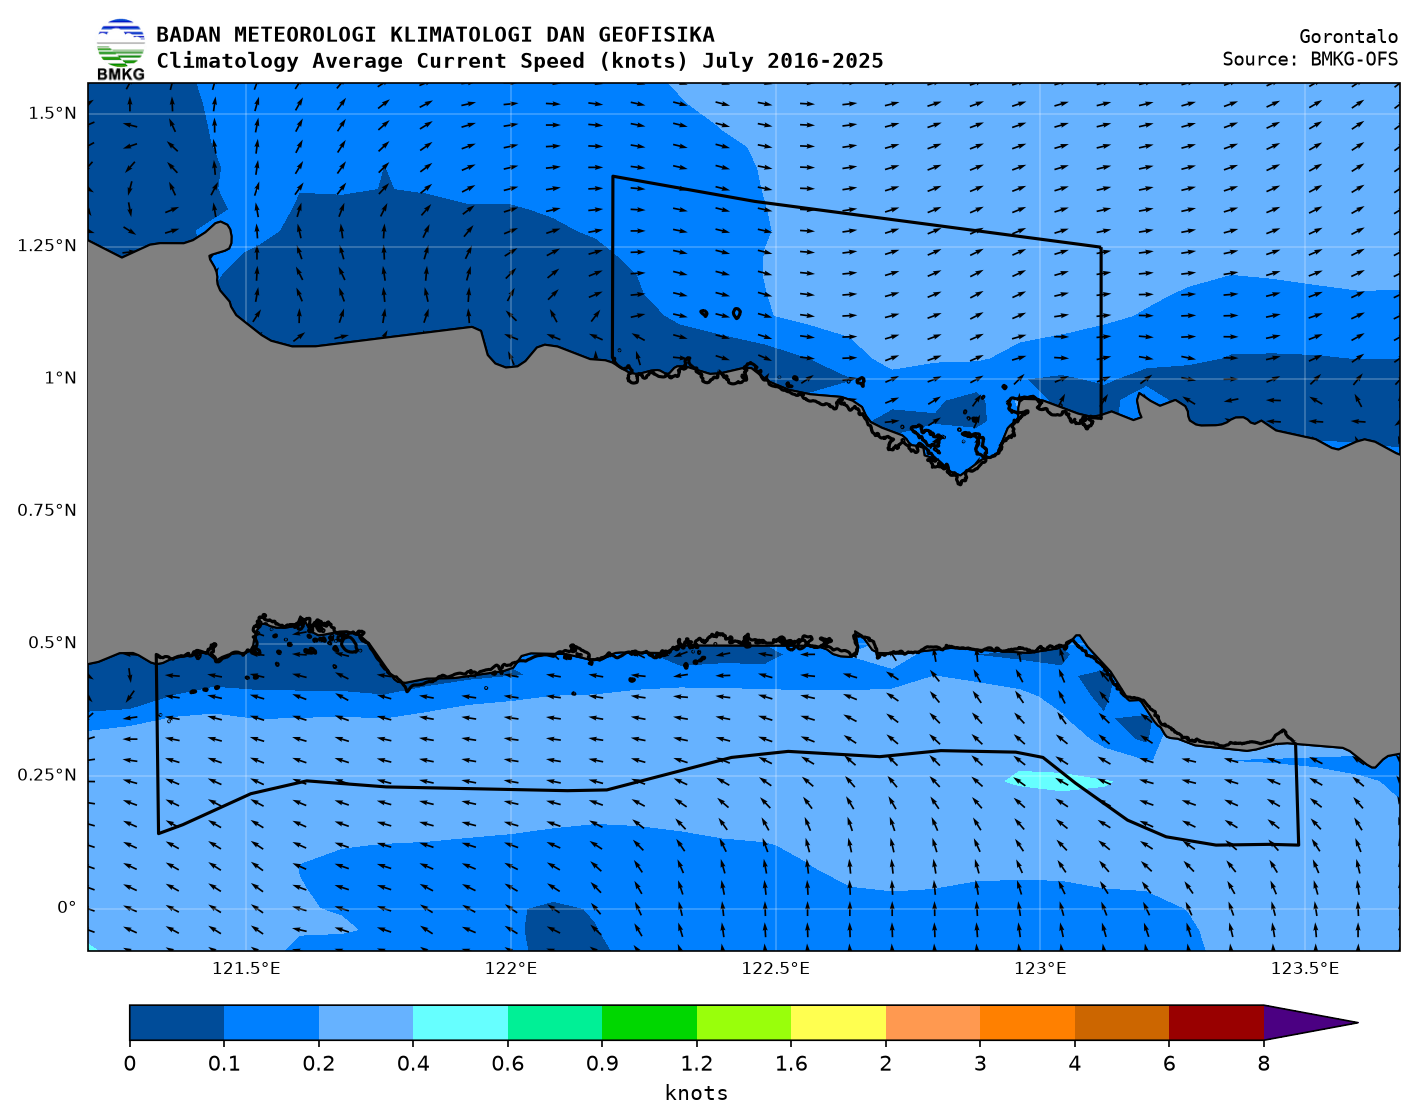 BADAN METEOROLOGI KLIMATOLOGI DAN GEOFISIKA
Climatology Average Current Speed (knots) July 2016-2025
BMKG
Gorontalo
Source: BMKG-OFS
1.5°N
1.25°N
1°N
0.75°N
0.5°N
0.25°N
0°
121.5°E 122°E 122.5°E 123°E 123.5°E
0 0.1 0.2 0.4 0.6 0.9 1.2 1.6 2 3 4 6 8
knots